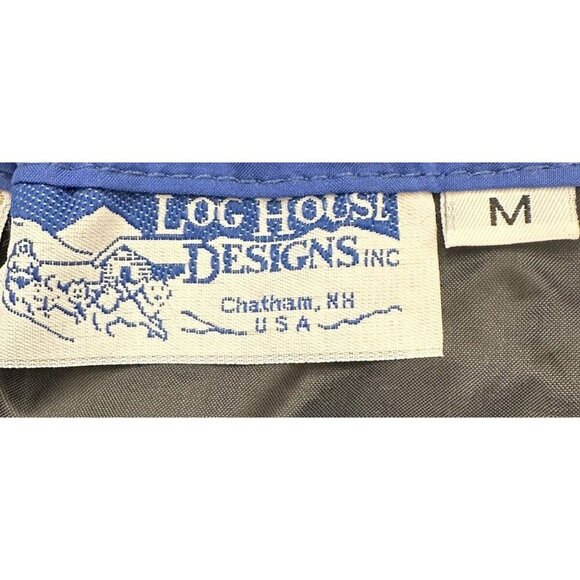 LOG HOUSE
DESIGNS INC
Chatham, NH
USA
M